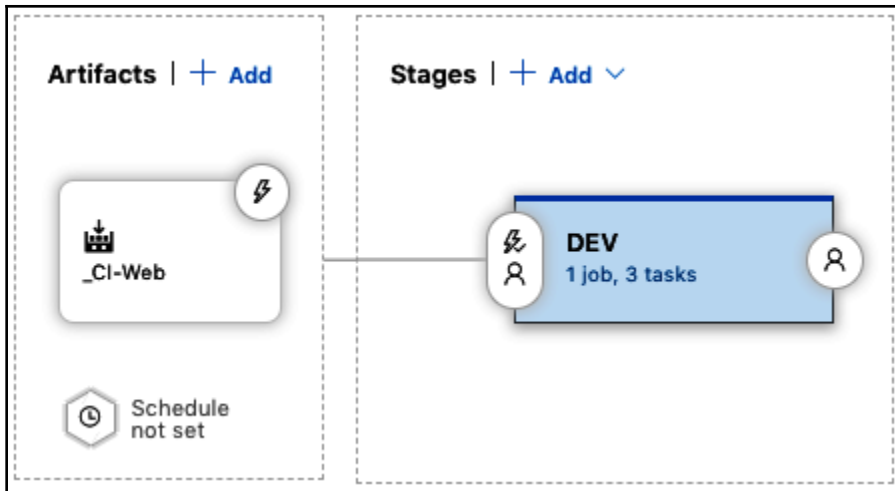 Artifacts | + Add
Stages | + Add
_CI-Web
DEV
1 job, 3 tasks
Schedule
not set